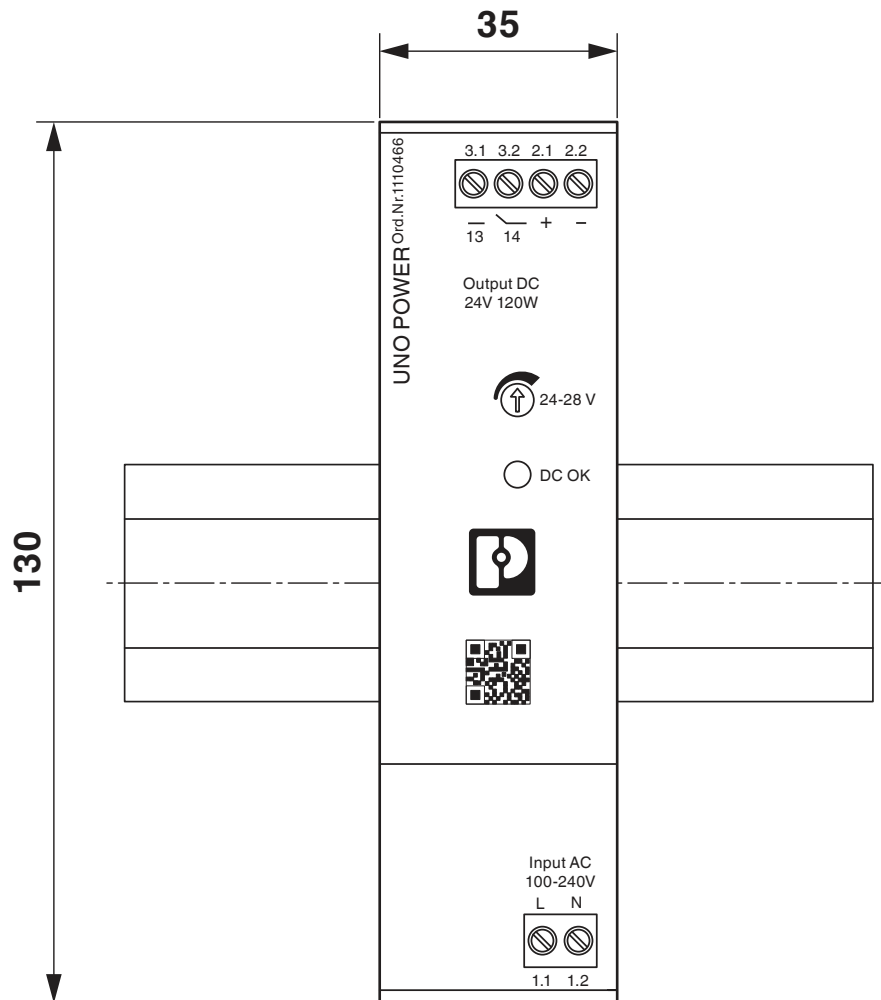 35
130
UNO POWER Ord.Nr.1110466
3.1 3.2 2.1 2.2
13 14 + −
Output DC
24V 120W
24-28 V
DC OK
Input AC
100-240V
L N
1.1 1.2